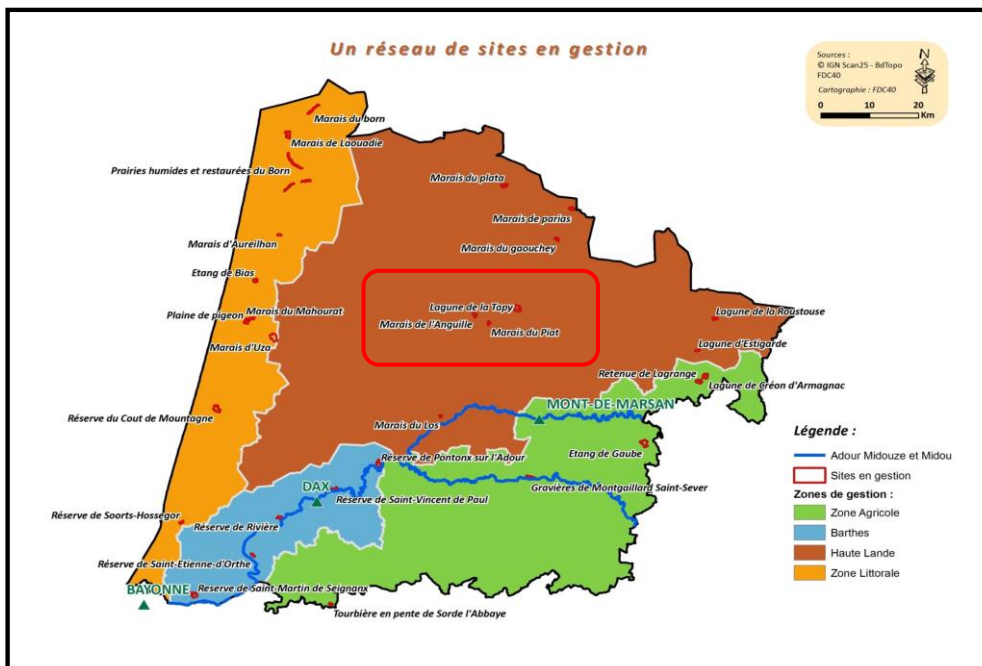 Un réseau de sites en gestion
Sources :
© IGN Scan25 - BdTopo
FDC40
Cartographie : FDC40
N
0 10 20
Km
Marais du born
Marais de Laouadie
Prairies humides et restaurées du Born
Marais du plata
Marais de parias
Marais d'Aureilhan
Marais du gaouchey
Etang de Bias
Marais du Mahourat
Plaine de pigeon
Lagune de la Tapy
Marais de l'Anguille
Marais du Piat
Lagune de la Roustouse
Marais d'Uza
Lagune d'Estigarde
Retenue de Lagrange
Lagune de Créon d'Armagnac
Réserve du Cout de Mountagne
MONT-DE-MARSAN
Marais du Los
Etang de Gaube
Réserve de Pontonx sur l'Adour
DAX
Réserve de Saint-Vincent de Paul
Gravières de Montgaillard Saint-Sever
Réserve de Soorts-Hossegor
Réserve de Rivière
Réserve de Saint-Etienne-d'Orthe
BAYONNE
Reserve de Saint-Martin de Seignanx
Tourbière en pente de Sorde l'Abbaye
Légende :
Adour Midouze et Midou
Sites en gestion
Zones de gestion :
Zone Agricole
Barthes
Haute Lande
Zone Littorale